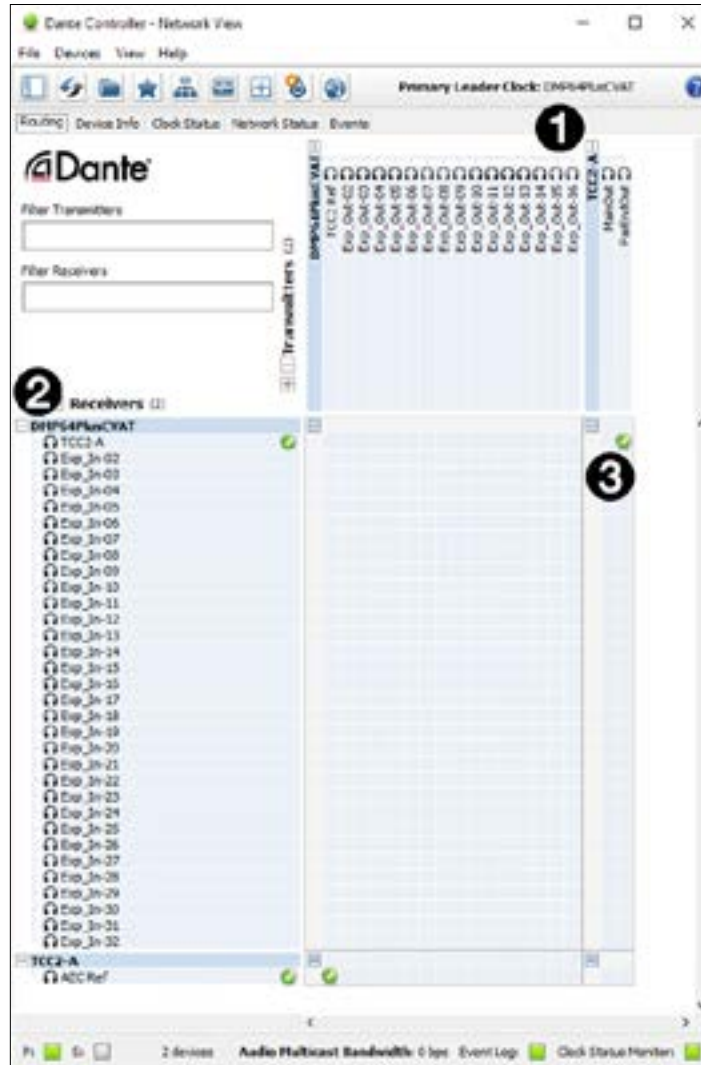 Dante Controller - Network View
File Devices View Help
Primary Leader Clock: DMP64PlusCVAT
?
Routing Device Info Clock Status Network Status Events
1
Dante
Filter Transmitters
Filter Receivers
Transmitters (2)
DMP64PlusCVAT
TCC2 Ref
Exp_Out-02
Exp_Out-03
Exp_Out-04
Exp_Out-05
Exp_Out-06
Exp_Out-07
Exp_Out-08
Exp_Out-09
Exp_Out-10
Exp_Out-11
Exp_Out-12
Exp_Out-13
Exp_Out-14
Exp_Out-15
Exp_Out-16
TCC2-A
MainOut
FarEndOut
2
Receivers (2)
DMP64PlusCVAT
TCC2-A
3
Exp_In-02
Exp_In-03
Exp_In-04
Exp_In-05
Exp_In-06
Exp_In-07
Exp_In-08
Exp_In-09
Exp_In-10
Exp_In-11
Exp_In-12
Exp_In-13
Exp_In-14
Exp_In-15
Exp_In-16
Exp_In-17
Exp_In-18
Exp_In-19
Exp_In-20
Exp_In-21
Exp_In-22
Exp_In-23
Exp_In-24
Exp_In-25
Exp_In-26
Exp_In-27
Exp_In-28
Exp_In-29
Exp_In-30
Exp_In-31
Exp_In-32
TCC2-A
AEC Ref
P: S: 2 devices Audio Multicast Bandwidth: 0 bps Event Log: Clock Status Monitor: